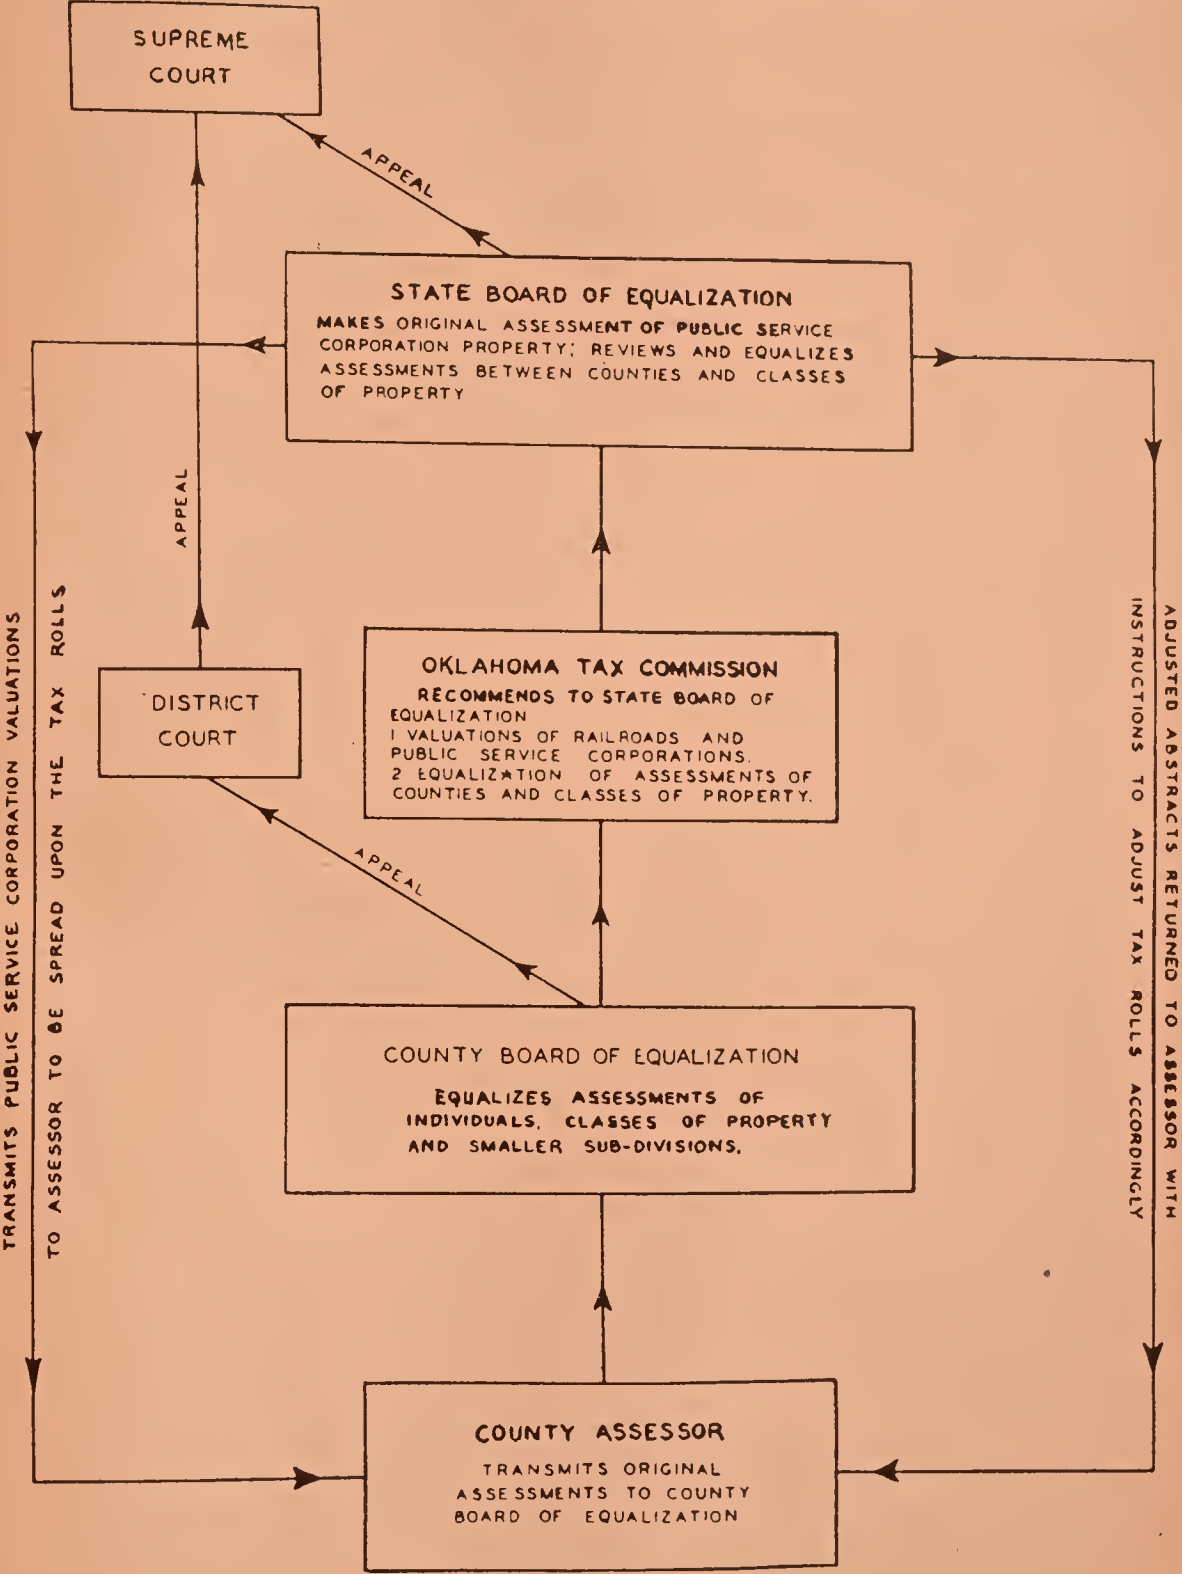 SUPREME
COURT
APPEAL
STATE BOARD OF EQUALIZATION
MAKES ORIGINAL ASSESSMENT OF PUBLIC SERVICE
CORPORATION PROPERTY; REVIEWS AND EQUALIZES
ASSESSMENTS BETWEEN COUNTIES AND CLASSES
OF PROPERTY
APPEAL
TRANSMITS PUBLIC SERVICE CORPORATION VALUATIONS
TO ASSESSOR TO BE SPREAD UPON THE TAX ROLLS
ADJUSTED ABSTRACTS RETURNED TO ASSESSOR WITH
INSTRUCTIONS TO ADJUST TAX ROLLS ACCORDINGLY
DISTRICT
COURT
OKLAHOMA TAX COMMISSION
RECOMMENDS TO STATE BOARD OF
EQUALIZATION
1 VALUATIONS OF RAILROADS AND
PUBLIC SERVICE CORPORATIONS.
2 EQUALIZATION OF ASSESSMENTS OF
COUNTIES AND CLASSES OF PROPERTY.
APPEAL
COUNTY BOARD OF EQUALIZATION
EQUALIZES ASSESSMENTS OF
INDIVIDUALS, CLASSES OF PROPERTY
AND SMALLER SUB-DIVISIONS.
COUNTY ASSESSOR
TRANSMITS ORIGINAL
ASSESSMENTS TO COUNTY
BOARD OF EQUALIZATION